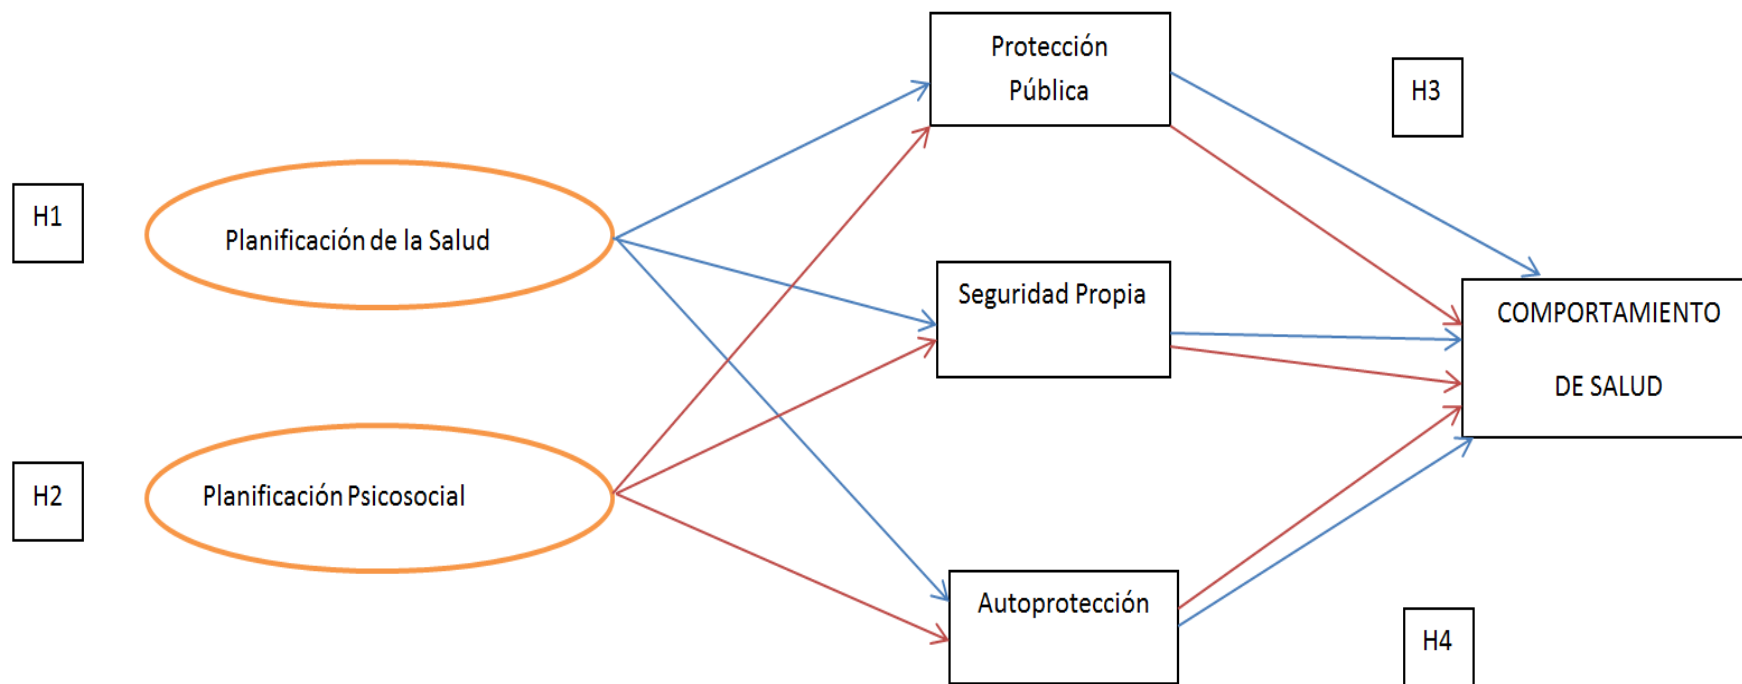 Protección
Pública
H3
H1
Planificación de la Salud
Seguridad Propia
COMPORTAMIENTO
DE SALUD
H2
Planificación Psicosocial
Autoprotección
H4